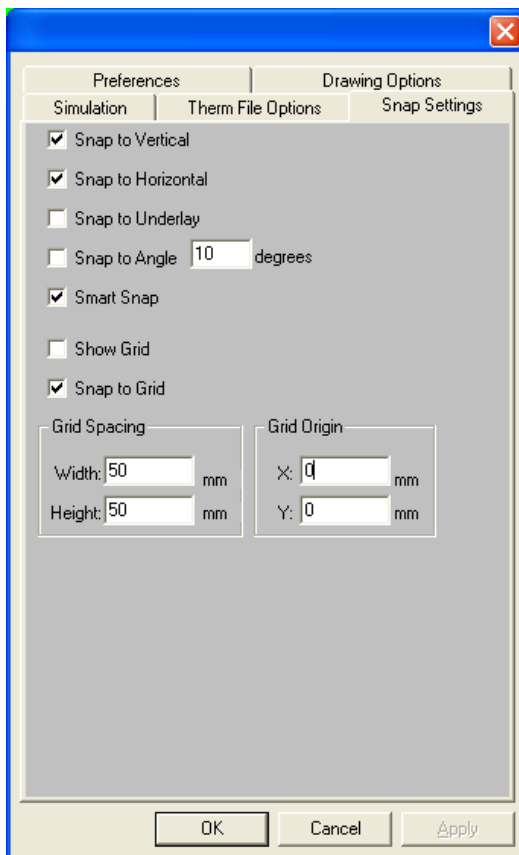 Preferences Drawing Options
Simulation Therm File Options Snap Settings
Snap to Vertical
Snap to Horizontal
Snap to Underlay
Snap to Angle 10 degrees
Smart Snap
Show Grid
Snap to Grid
Grid Spacing Grid Origin
Width: 50 mm X: 0 mm
Height: 50 mm Y: 0 mm
OK Cancel Apply